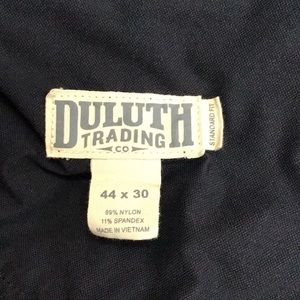 DULUTH
TRADING
CO
STANDARD FIT
44 x 30
89% NYLON
11% SPANDEX
MADE IN VIETNAM